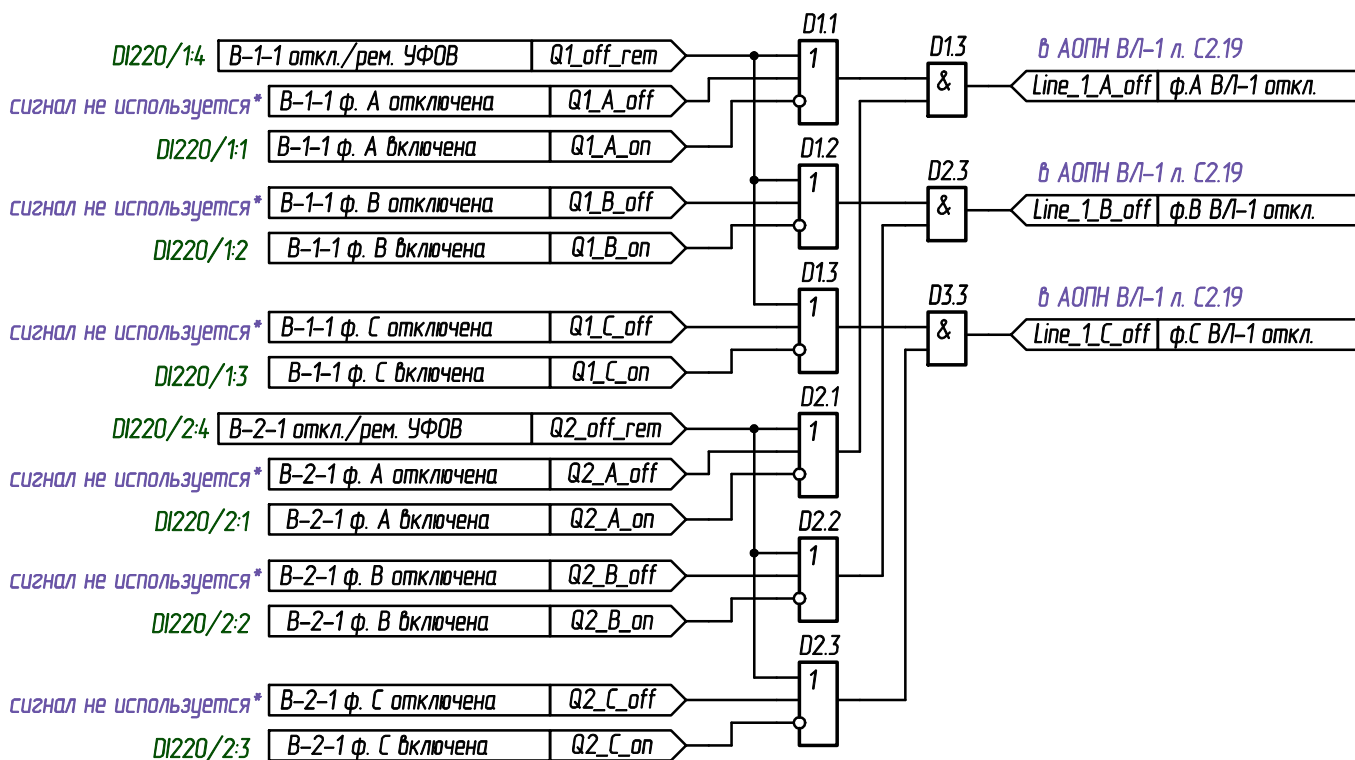 D1.1
DI220/1:4 В-1-1 откл./рем. УФОВ Q1_off_rem 1 D1.3 в АОПН ВЛ-1 л. С2.19
сигнал не используется* В-1-1 ф. А отключена Q1_A_off & Line_1_A_off ф.А ВЛ-1 откл.
DI220/1:1 В-1-1 ф. А включена Q1_A_on D1.2
1 D2.3 в АОПН ВЛ-1 л. С2.19
сигнал не используется* В-1-1 ф. В отключена Q1_B_off & Line_1_B_off ф.В ВЛ-1 откл.
DI220/1:2 В-1-1 ф. В включена Q1_B_on
D1.3
1 D3.3 в АОПН ВЛ-1 л. С2.19
сигнал не используется* В-1-1 ф. С отключена Q1_C_off & Line_1_C_off ф.С ВЛ-1 откл.
DI220/1:3 В-1-1 ф. С включена Q1_C_on
D2.1
DI220/2:4 В-2-1 откл./рем. УФОВ Q2_off_rem 1
сигнал не используется* В-2-1 ф. А отключена Q2_A_off
DI220/2:1 В-2-1 ф. А включена Q2_A_on D2.2
1
сигнал не используется* В-2-1 ф. В отключена Q2_B_off
DI220/2:2 В-2-1 ф. В включена Q2_B_on
D2.3
1
сигнал не используется* В-2-1 ф. С отключена Q2_C_off
DI220/2:3 В-2-1 ф. С включена Q2_C_on